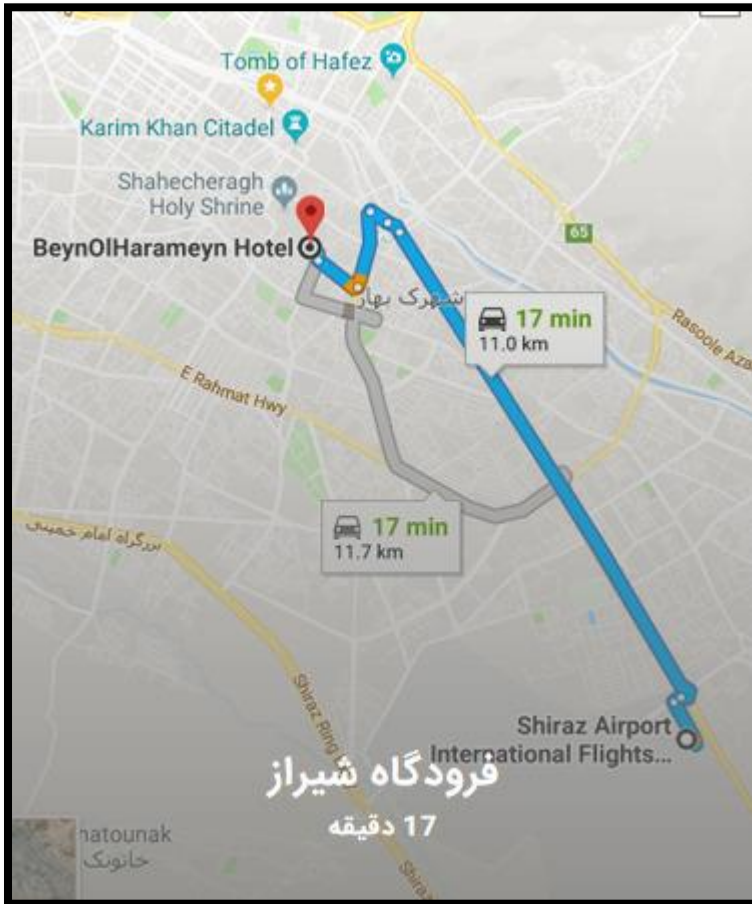 Tomb of Hafez
Karim Khan Citadel
Shahecheragh
Holy Shrine
BeynOlHarameyn Hotel
65
شهرک بهار
17 min
11.0 km
Rasoole Aza
E Rahmat Hwy
17 min
11.7 km
بزرگراه امام خمینی
Shiraz Ring
Shiraz Airport
International Flights...
فرودگاه شیراز
17 دقیقه
hatounak
خاتونک
Shiraz